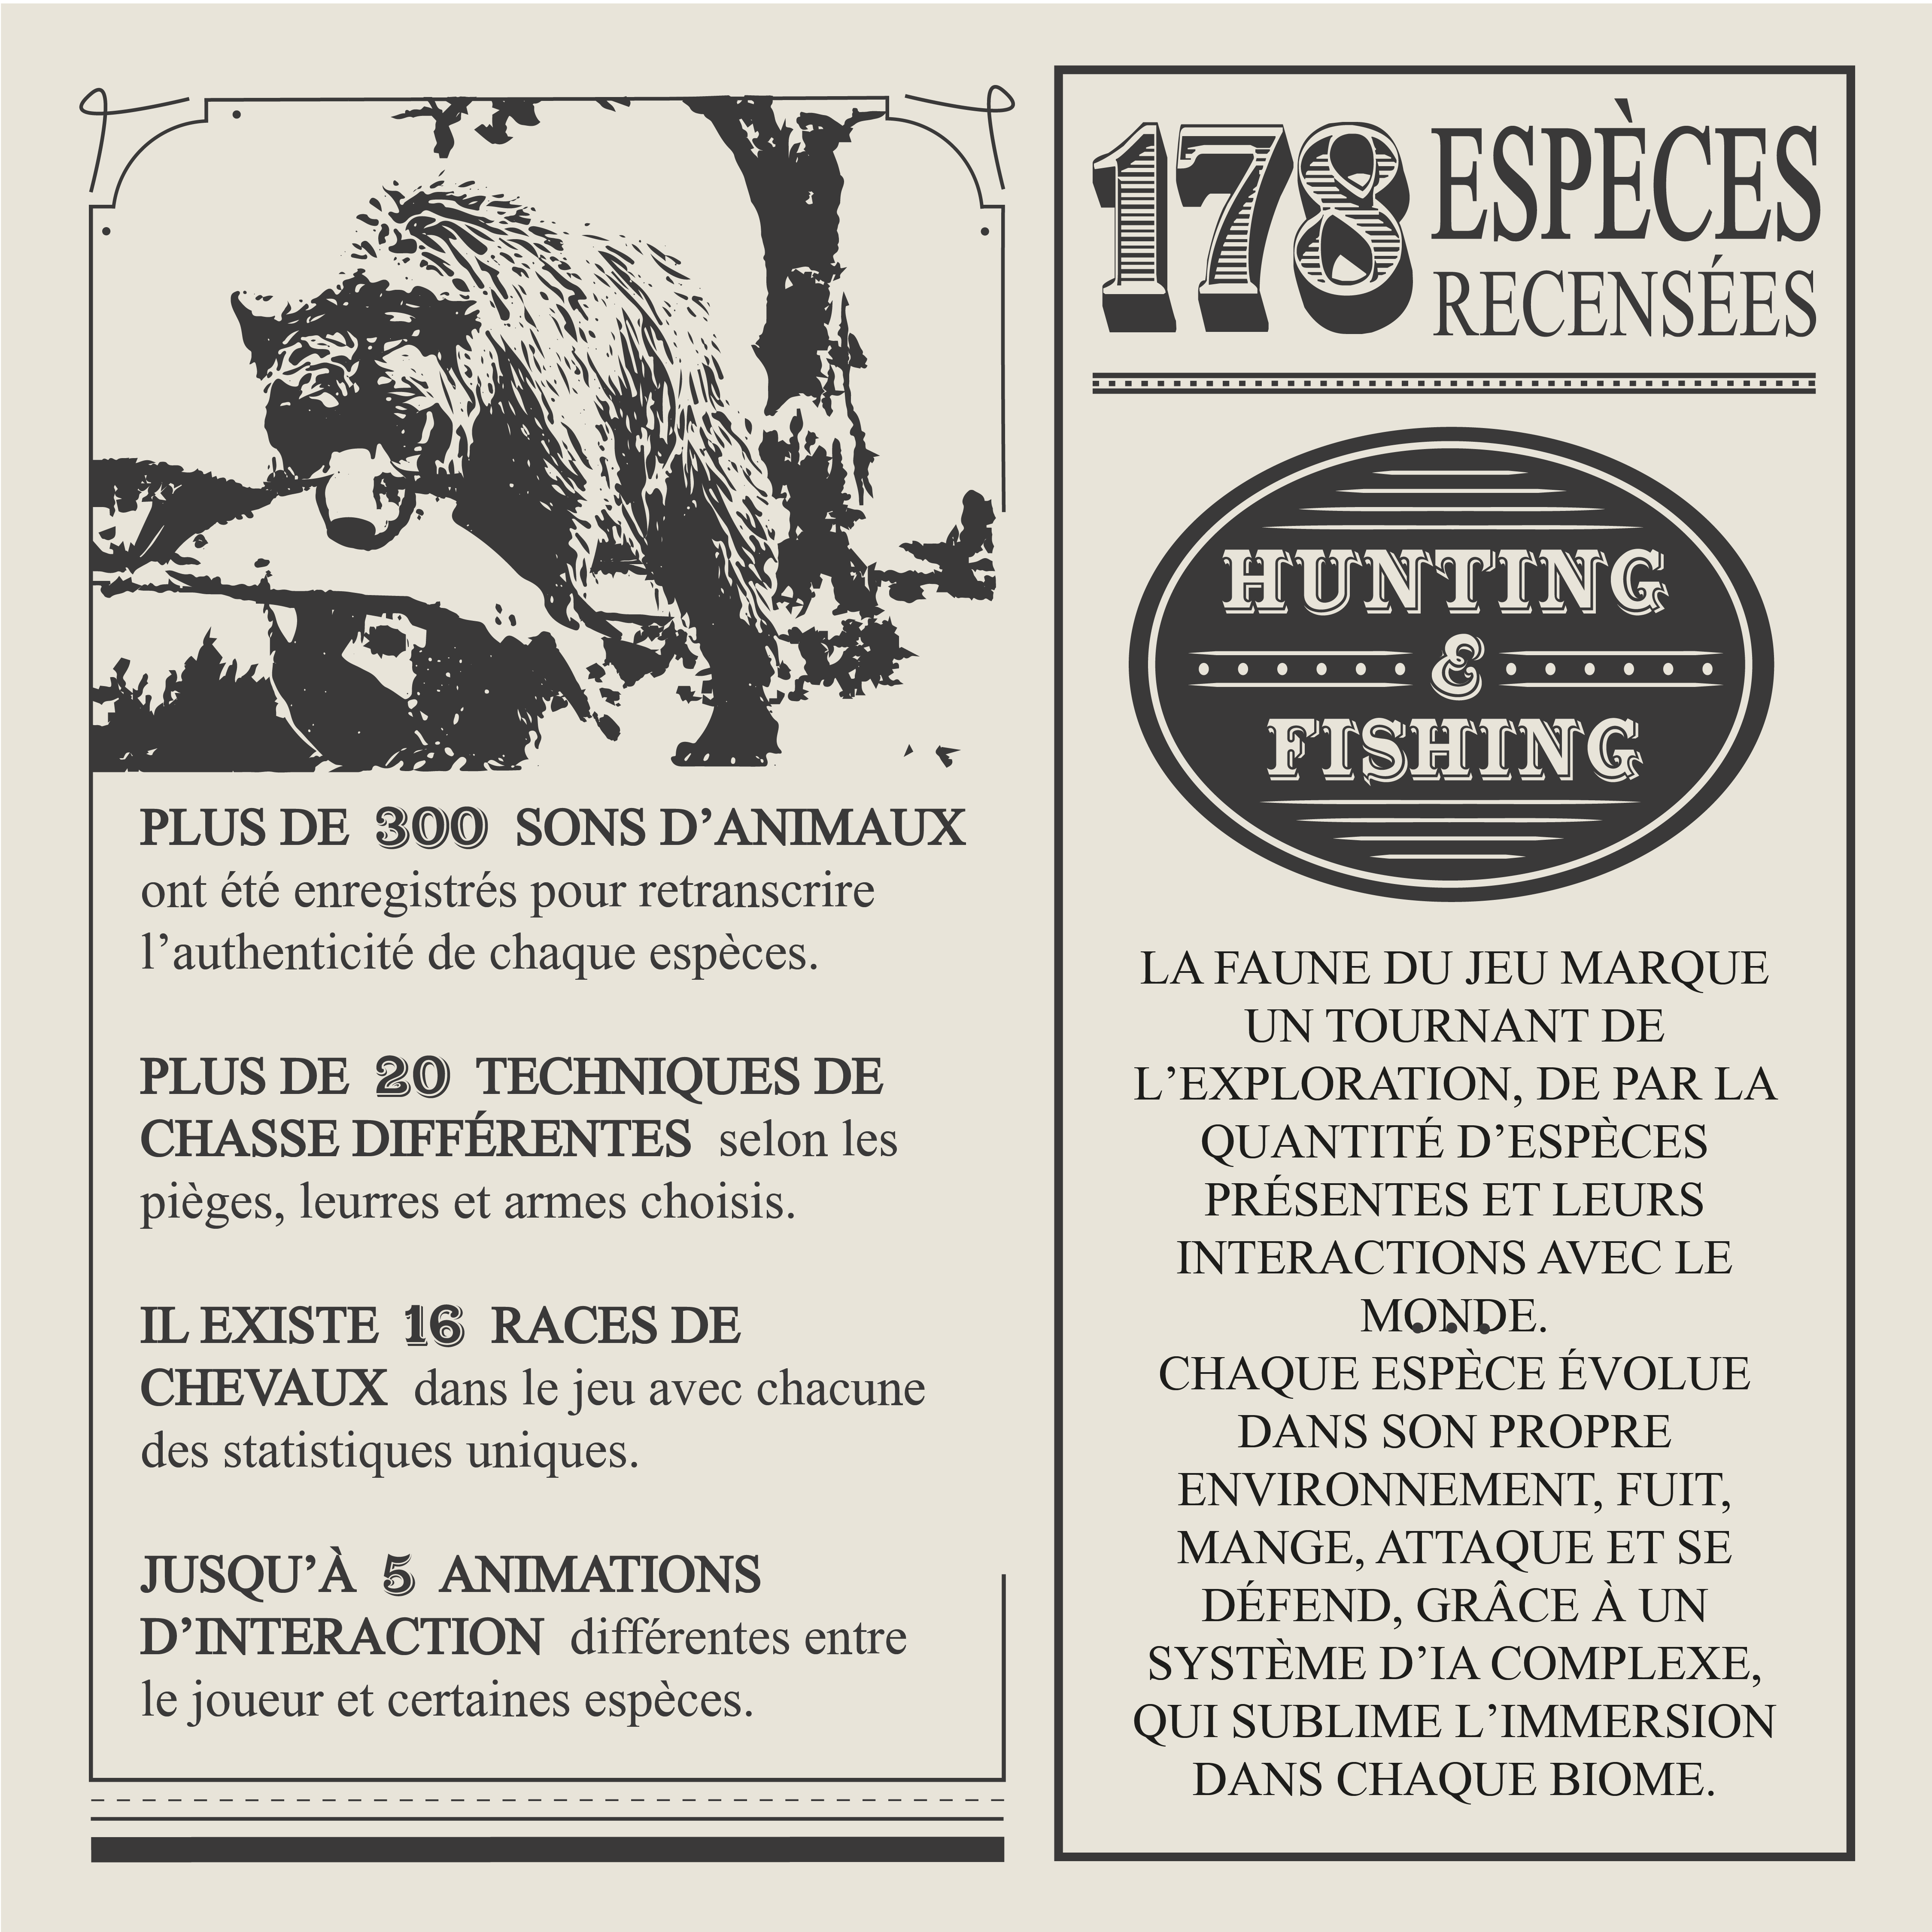 PLUS DE 300 SONS D’ANIMAUX
ont été enregistrés pour retranscrire
l’authenticité de chaque espèces.
PLUS DE 20 TECHNIQUES DE
CHASSE DIFFÉRENTES selon les
pièges, leurres et armes choisis.
IL EXISTE 16 RACES DE
CHEVAUX dans le jeu avec chacune
des statistiques uniques.
JUSQU’À 5 ANIMATIONS
D’INTERACTION différentes entre
le joueur et certaines espèces.
178 ESPÈCES
RECENSÉES
HUNTING
&
FISHING
LA FAUNE DU JEU MARQUE
UN TOURNANT DE
L’EXPLORATION, DE PAR LA
QUANTITÉ D’ESPÈCES
PRÉSENTES ET LEURS
INTERACTIONS AVEC LE
MONDE.
CHAQUE ESPÈCE ÉVOLUE
DANS SON PROPRE
ENVIRONNEMENT, FUIT,
MANGE, ATTAQUE ET SE
DÉFEND, GRÂCE À UN
SYSTÈME D’IA COMPLEXE,
QUI SUBLIME L’IMMERSION
DANS CHAQUE BIOME.